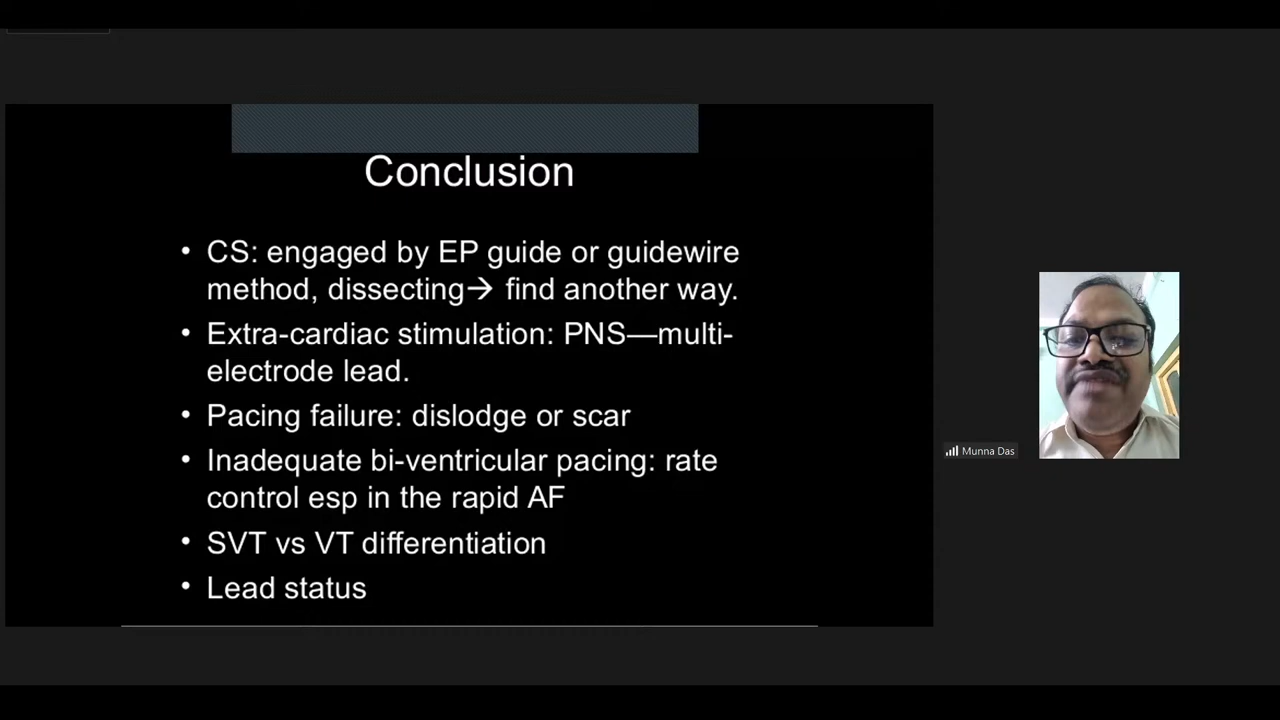 Conclusion
• CS: engaged by EP guide or guidewire
method, dissecting→ find another way.
• Extra-cardiac stimulation: PNS—multi-
electrode lead.
• Pacing failure: dislodge or scar
• Inadequate bi-ventricular pacing: rate
control esp in the rapid AF
• SVT vs VT differentiation
• Lead status
Munna Das